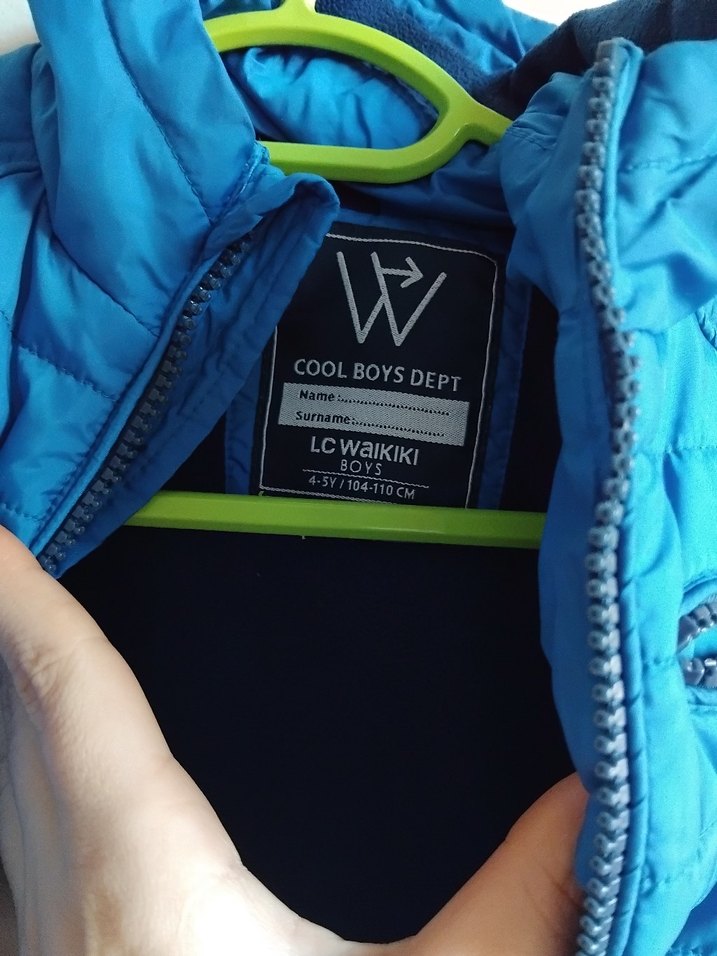 W
COOL BOYS DEPT
Name :..............................
Surname:........................
LC WAIKIKI
BOYS
4-5Y / 104-110 CM